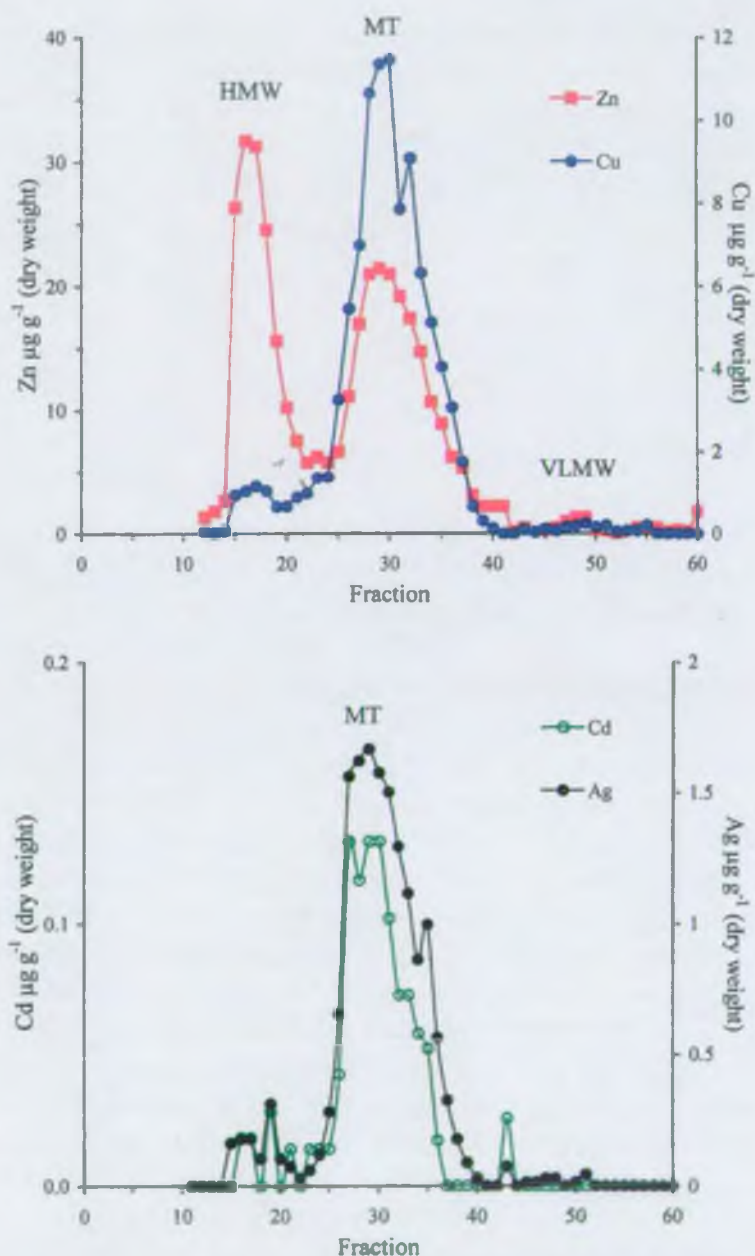 MT
HMW
VLMW
Zn
Cu
40
30
20
10
0
12
10
8
6
4
2
0
Zn µg g-1 (dry weight)
Cu µg g-1 (dry weight)
0 10 20 30 40 50 60
Fraction
MT
Cd
Ag
0.2
0.1
0.0
2
1.5
1
0.5
0
Cd µg g-1 (dry weight)
Ag µg g-1 (dry weight)
0 10 20 30 40 50 60
Fraction